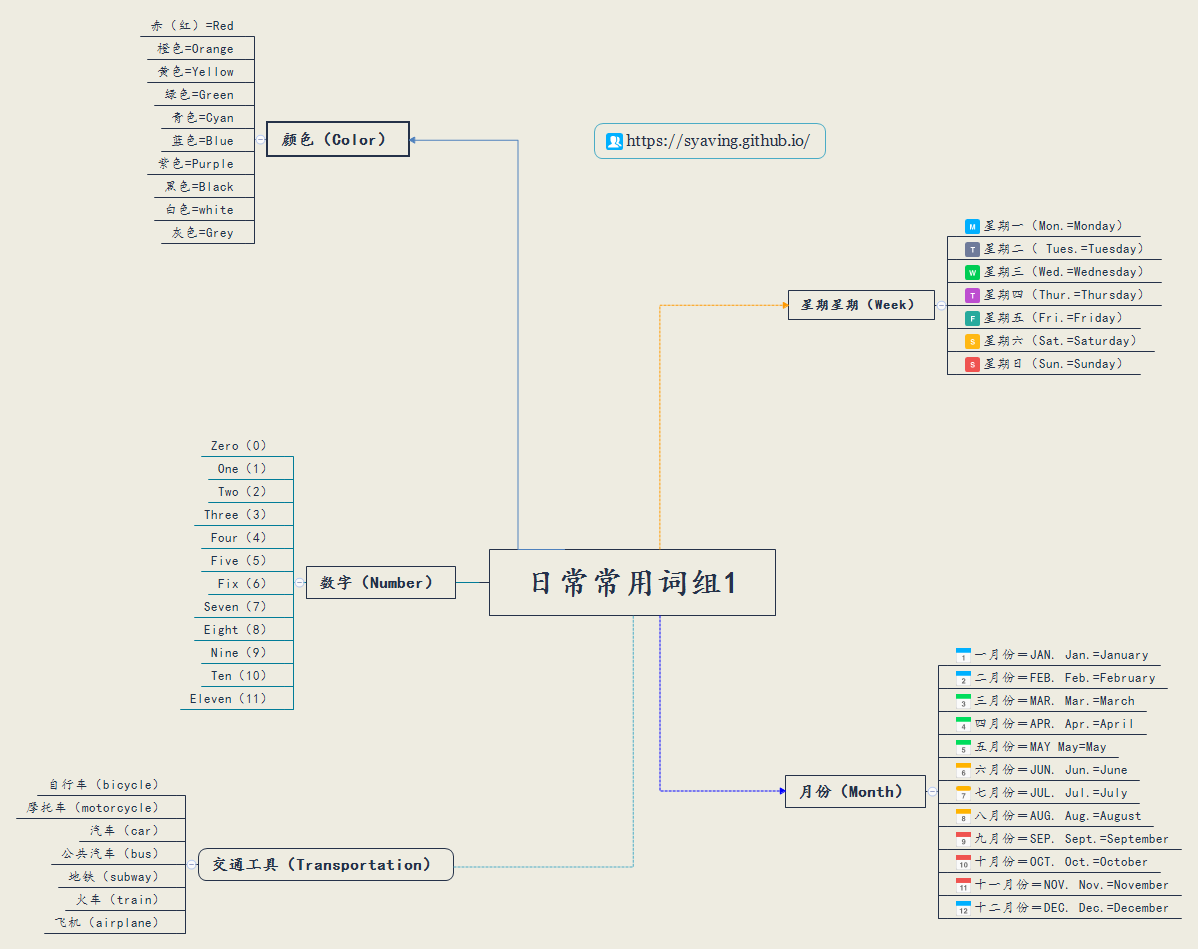 赤（红）=Red
橙色=Orange
黄色=Yellow
绿色=Green
青色=Cyan
蓝色=Blue
紫色=Purple
黑色=Black
白色=white
灰色=Grey
颜色（Color）
https://syaving.github.io/
M 星期一（Mon.=Monday）
T 星期二（ Tues.=Tuesday）
W 星期三（Wed.=Wednesday）
T 星期四（Thur.=Thursday）
F 星期五（Fri.=Friday）
S 星期六（Sat.=Saturday）
S 星期日（Sun.=Sunday）
星期星期（Week）
Zero（0）
One（1）
Two（2）
Three（3）
Four（4）
Five（5）
Fix（6）
Seven（7）
Eight（8）
Nine（9）
Ten（10）
Eleven（11）
数字（Number）
日常常用词组1
1 一月份＝JAN. Jan.=January
2 二月份＝FEB. Feb.=February
3 三月份＝MAR. Mar.=March
4 四月份＝APR. Apr.=April
5 五月份＝MAY May=May
6 六月份＝JUN. Jun.=June
7 七月份＝JUL. Jul.=July
8 八月份＝AUG. Aug.=August
9 九月份＝SEP. Sept.=September
10 十月份＝OCT. Oct.=October
11 十一月份＝NOV. Nov.=November
12 十二月份＝DEC. Dec.=December
月份（Month）
自行车（bicycle）
摩托车（motorcycle）
汽车（car）
公共汽车（bus）
地铁（subway）
火车（train）
飞机（airplane）
交通工具（Transportation）